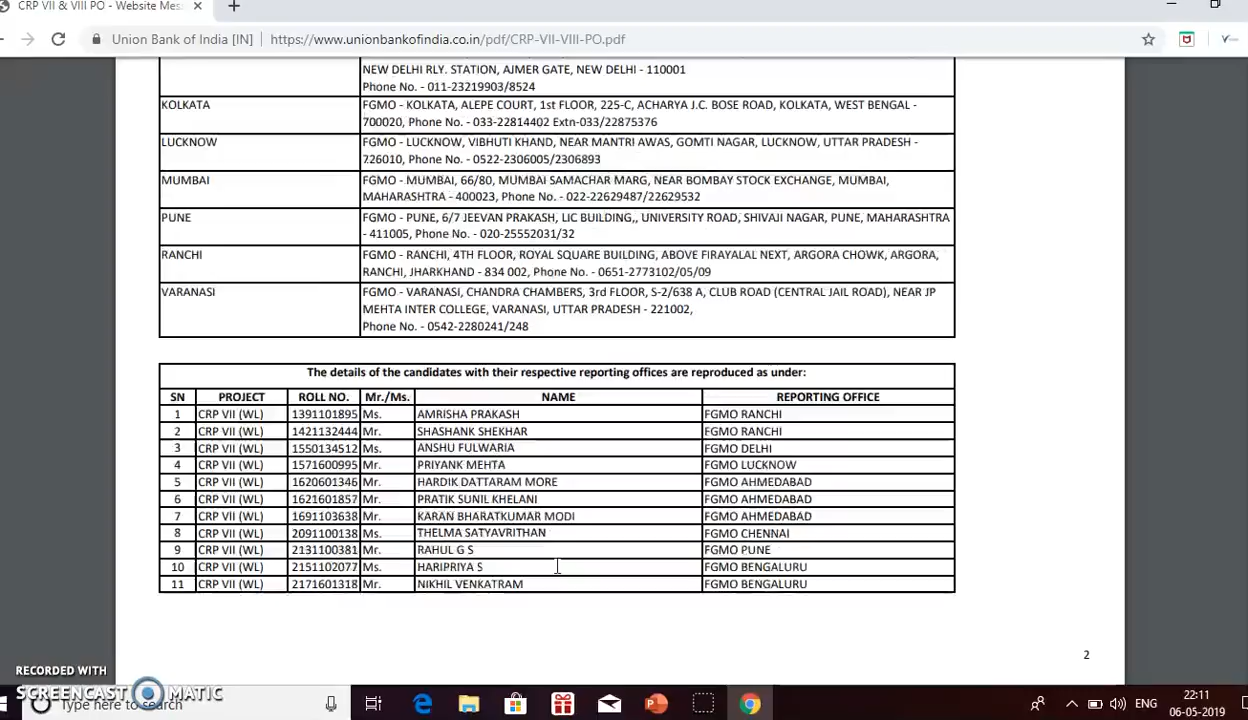 CRP VII & VIII PO - Website Mes
Union Bank of India [IN] | https://www.unionbankofindia.co.in/pdf/CRP-VII-VIII-PO.pdf
NEW DELHI RLY. STATION, AJMER GATE, NEW DELHI - 110001
Phone No. - 011-23219903/8524
KOLKATA FGMO - KOLKATA, ALEPE COURT, 1st FLOOR, 225-C, ACHARYA J.C. BOSE ROAD, KOLKATA, WEST BENGAL -
700020, Phone No. - 033-22814402 Extn-033/22875376
LUCKNOW FGMO - LUCKNOW, VIBHUTI KHAND, NEAR MANTRI AWAS, GOMTI NAGAR, LUCKNOW, UTTAR PRADESH -
726010, Phone No. - 0522-2306005/2306893
MUMBAI FGMO - MUMBAI, 66/80, MUMBAI SAMACHAR MARG, NEAR BOMBAY STOCK EXCHANGE, MUMBAI,
MAHARASHTRA - 400023, Phone No. - 022-22629487/22629532
PUNE FGMO - PUNE, 6/7 JEEVAN PRAKASH, LIC BUILDING,, UNIVERSITY ROAD, SHIVAJI NAGAR, PUNE, MAHARASHTRA
- 411005, Phone No. - 020-25552031/32
RANCHI FGMO - RANCHI, 4TH FLOOR, ROYAL SQUARE BUILDING, ABOVE FIRAYALAL NEXT, ARGORA CHOWK, ARGORA,
RANCHI, JHARKHAND - 834 002, Phone No. - 0651-2773102/05/09
VARANASI FGMO - VARANASI, CHANDRA CHAMBERS, 3rd FLOOR, S-2/638 A, CLUB ROAD (CENTRAL JAIL ROAD), NEAR JP
MEHTA INTER COLLEGE, VARANASI, UTTAR PRADESH - 221002,
Phone No. - 0542-2280241/248
The details of the candidates with their respective reporting offices are reproduced as under:
SN PROJECT ROLL NO. Mr./Ms. NAME REPORTING OFFICE
1 CRP VII (WL) 1391101895 Ms. AMRISHA PRAKASH FGMO RANCHI
2 CRP VII (WL) 1421132444 Mr. SHASHANK SHEKHAR FGMO RANCHI
3 CRP VII (WL) 1550134512 Ms. ANSHU FULWARIA FGMO DELHI
4 CRP VII (WL) 1571600995 Mr. PRIYANK MEHTA FGMO LUCKNOW
5 CRP VII (WL) 1620601346 Mr. HARDIK DATTARAM MORE FGMO AHMEDABAD
6 CRP VII (WL) 1621601857 Mr. PRATIK SUNIL KHELANI FGMO AHMEDABAD
7 CRP VII (WL) 1691103638 Mr. KARAN BHARATKUMAR MODI FGMO AHMEDABAD
8 CRP VII (WL) 2091100138 Ms. THELMA SATYAVRITHAN FGMO CHENNAI
9 CRP VII (WL) 2131100381 Mr. RAHUL G S FGMO PUNE
10 CRP VII (WL) 2151102077 Ms. HARIPRIYA S FGMO BENGALURU
11 CRP VII (WL) 2171601318 Mr. NIKHIL VENKATRAM FGMO BENGALURU
2
RECORDED WITH
SCREENCAST MATIC
Type here to search
ENG
22:11
06-05-2019